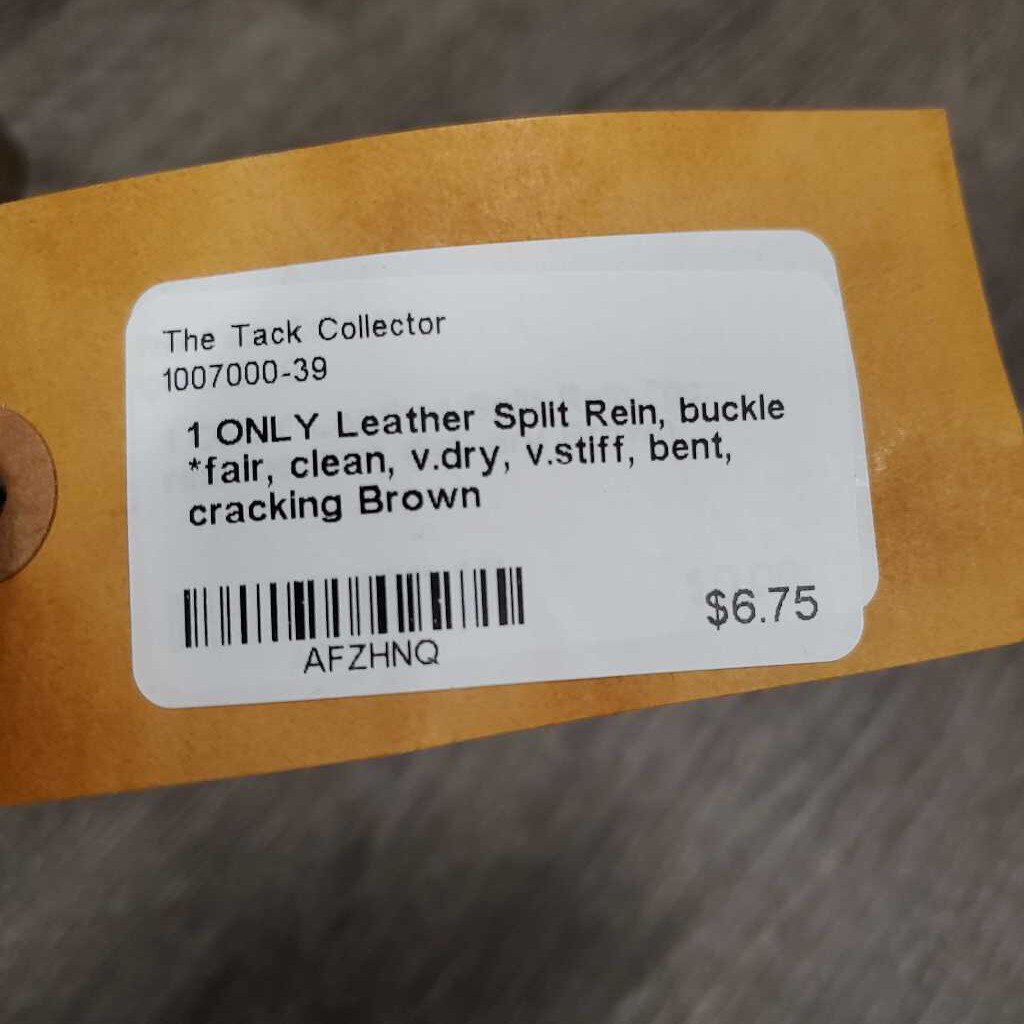 The Tack Collector
1007000-39
1 ONLY Leather Split Rein, buckle
*fair, clean, v.dry, v.stiff, bent,
cracking Brown
AFZHNQ
$6.75